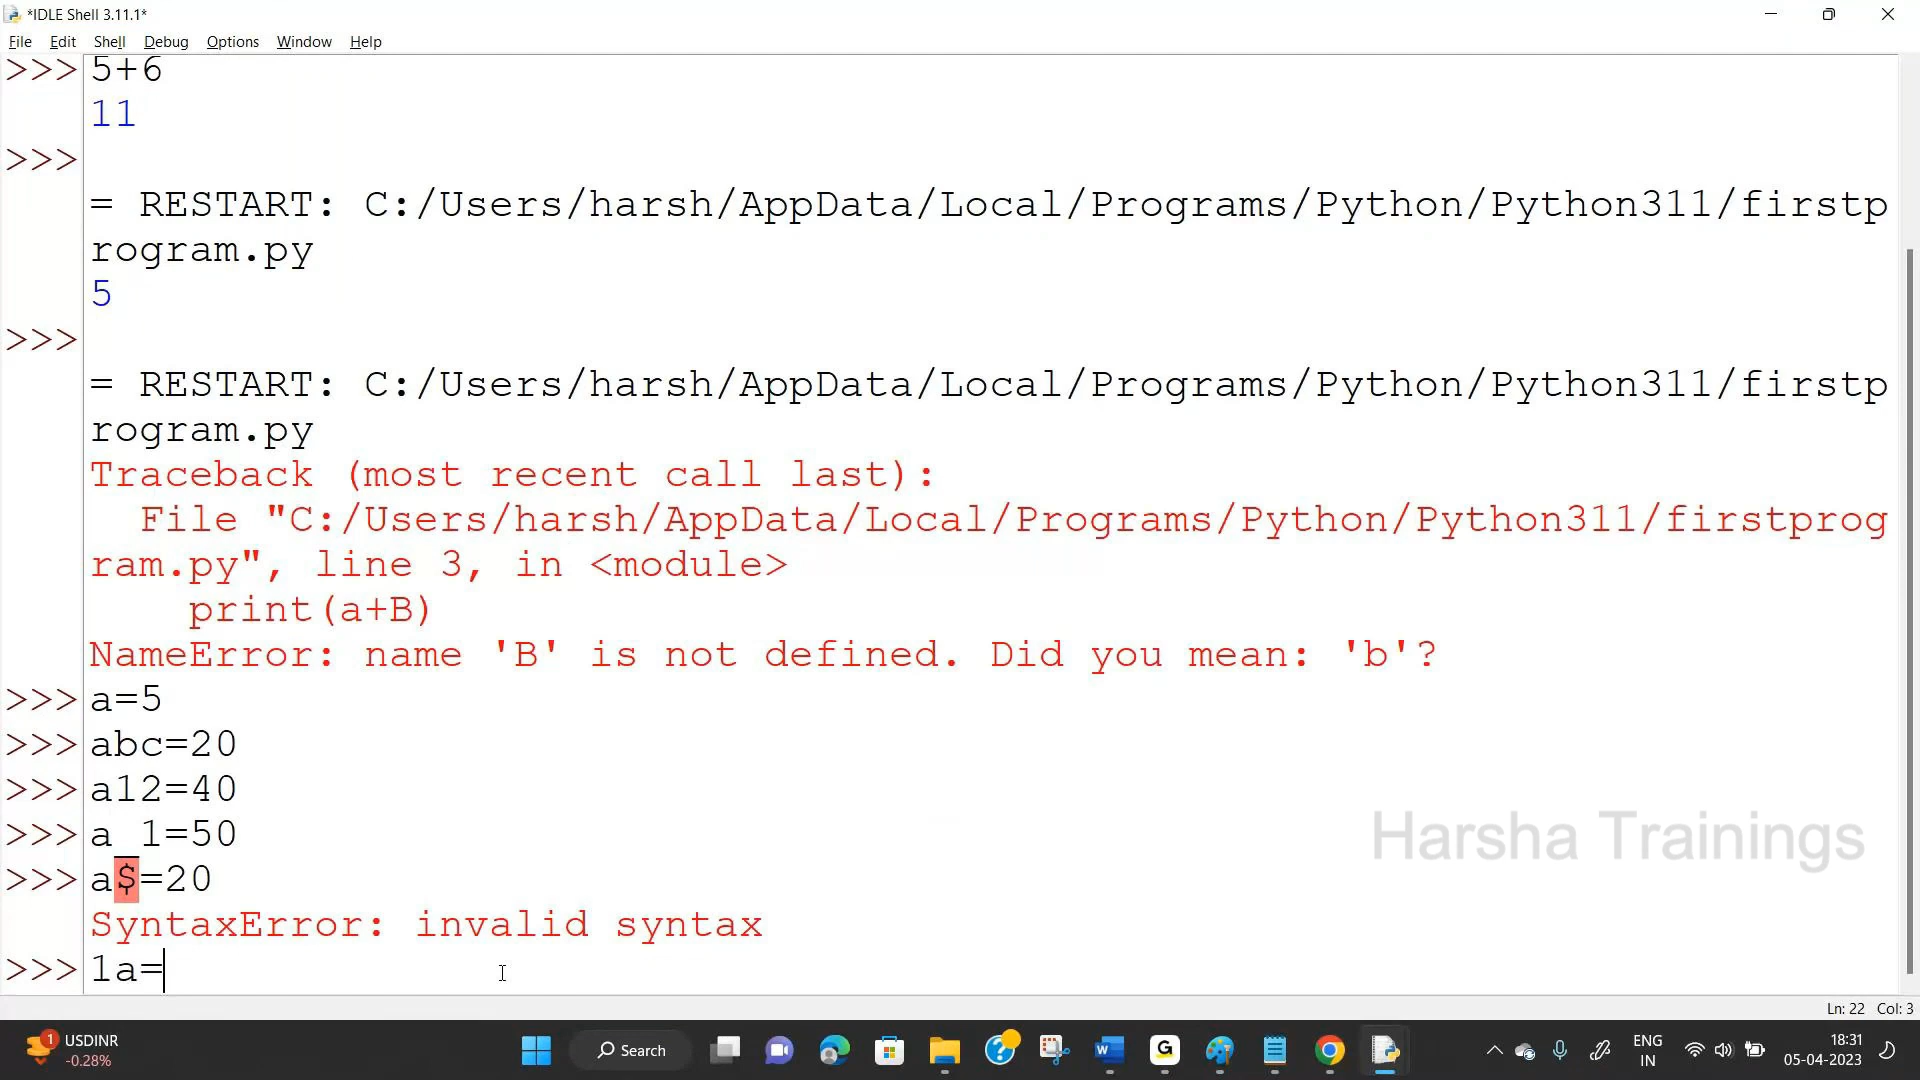 *IDLE Shell 3.11.1*
File Edit Shell Debug Options Window Help
>>> 5+6
11
>>>
= RESTART: C:/Users/harsh/AppData/Local/Programs/Python/Python311/firstp
rogram.py
5
>>>
= RESTART: C:/Users/harsh/AppData/Local/Programs/Python/Python311/firstp
rogram.py
Traceback (most recent call last):
  File "C:/Users/harsh/AppData/Local/Programs/Python/Python311/firstprog
ram.py", line 3, in <module>
    print(a+B)
NameError: name 'B' is not defined. Did you mean: 'b'?
>>> a=5
>>> abc=20
>>> a12=40
>>> a_1=50
>>> a$=20
SyntaxError: invalid syntax
>>> 1a=
Harsha Trainings
Ln: 22 Col: 3
1 USDINR
-0.28%
Search
ENG
IN
18:31
05-04-2023